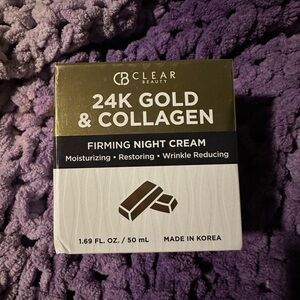 CB CLEAR
BEAUTY
24K GOLD
& COLLAGEN
FIRMING NIGHT CREAM
Moisturizing • Restoring • Wrinkle Reducing
1.69 FL. OZ. / 50 mL MADE IN KOREA